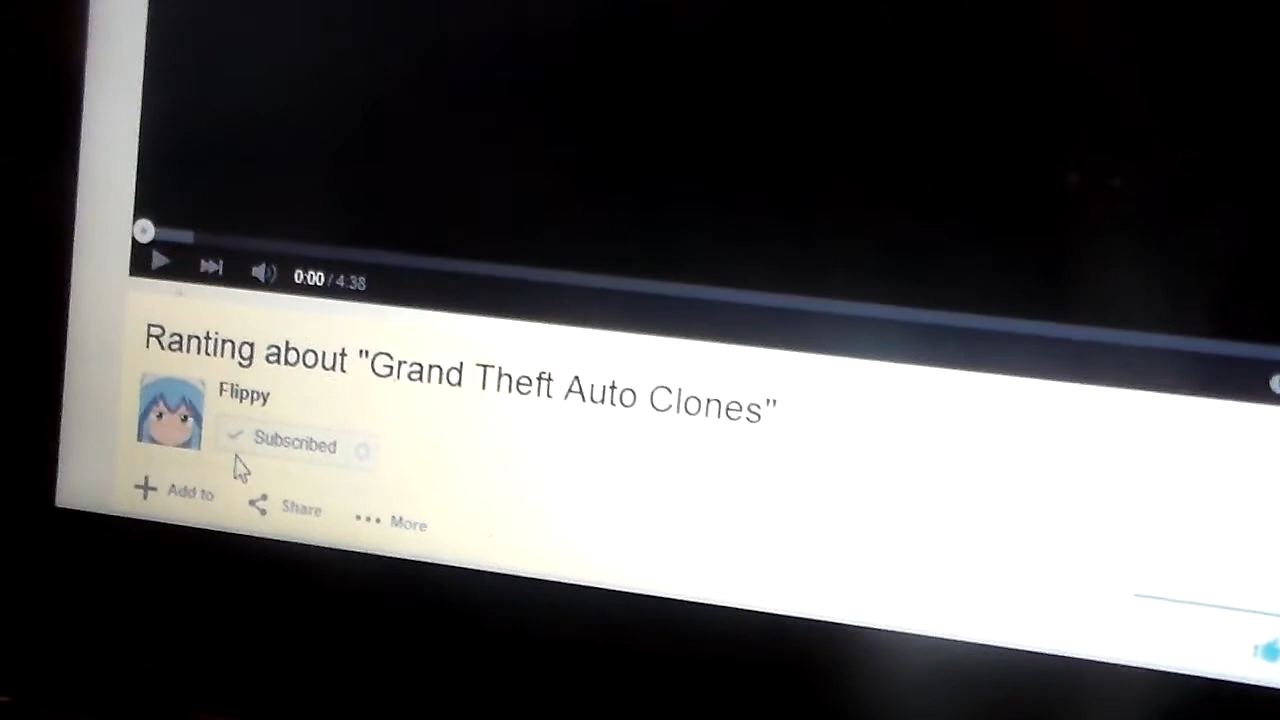 0:00 / 4:38
Ranting about "Grand Theft Auto Clones"
Flippy
Subscribed
Add to
Share
More